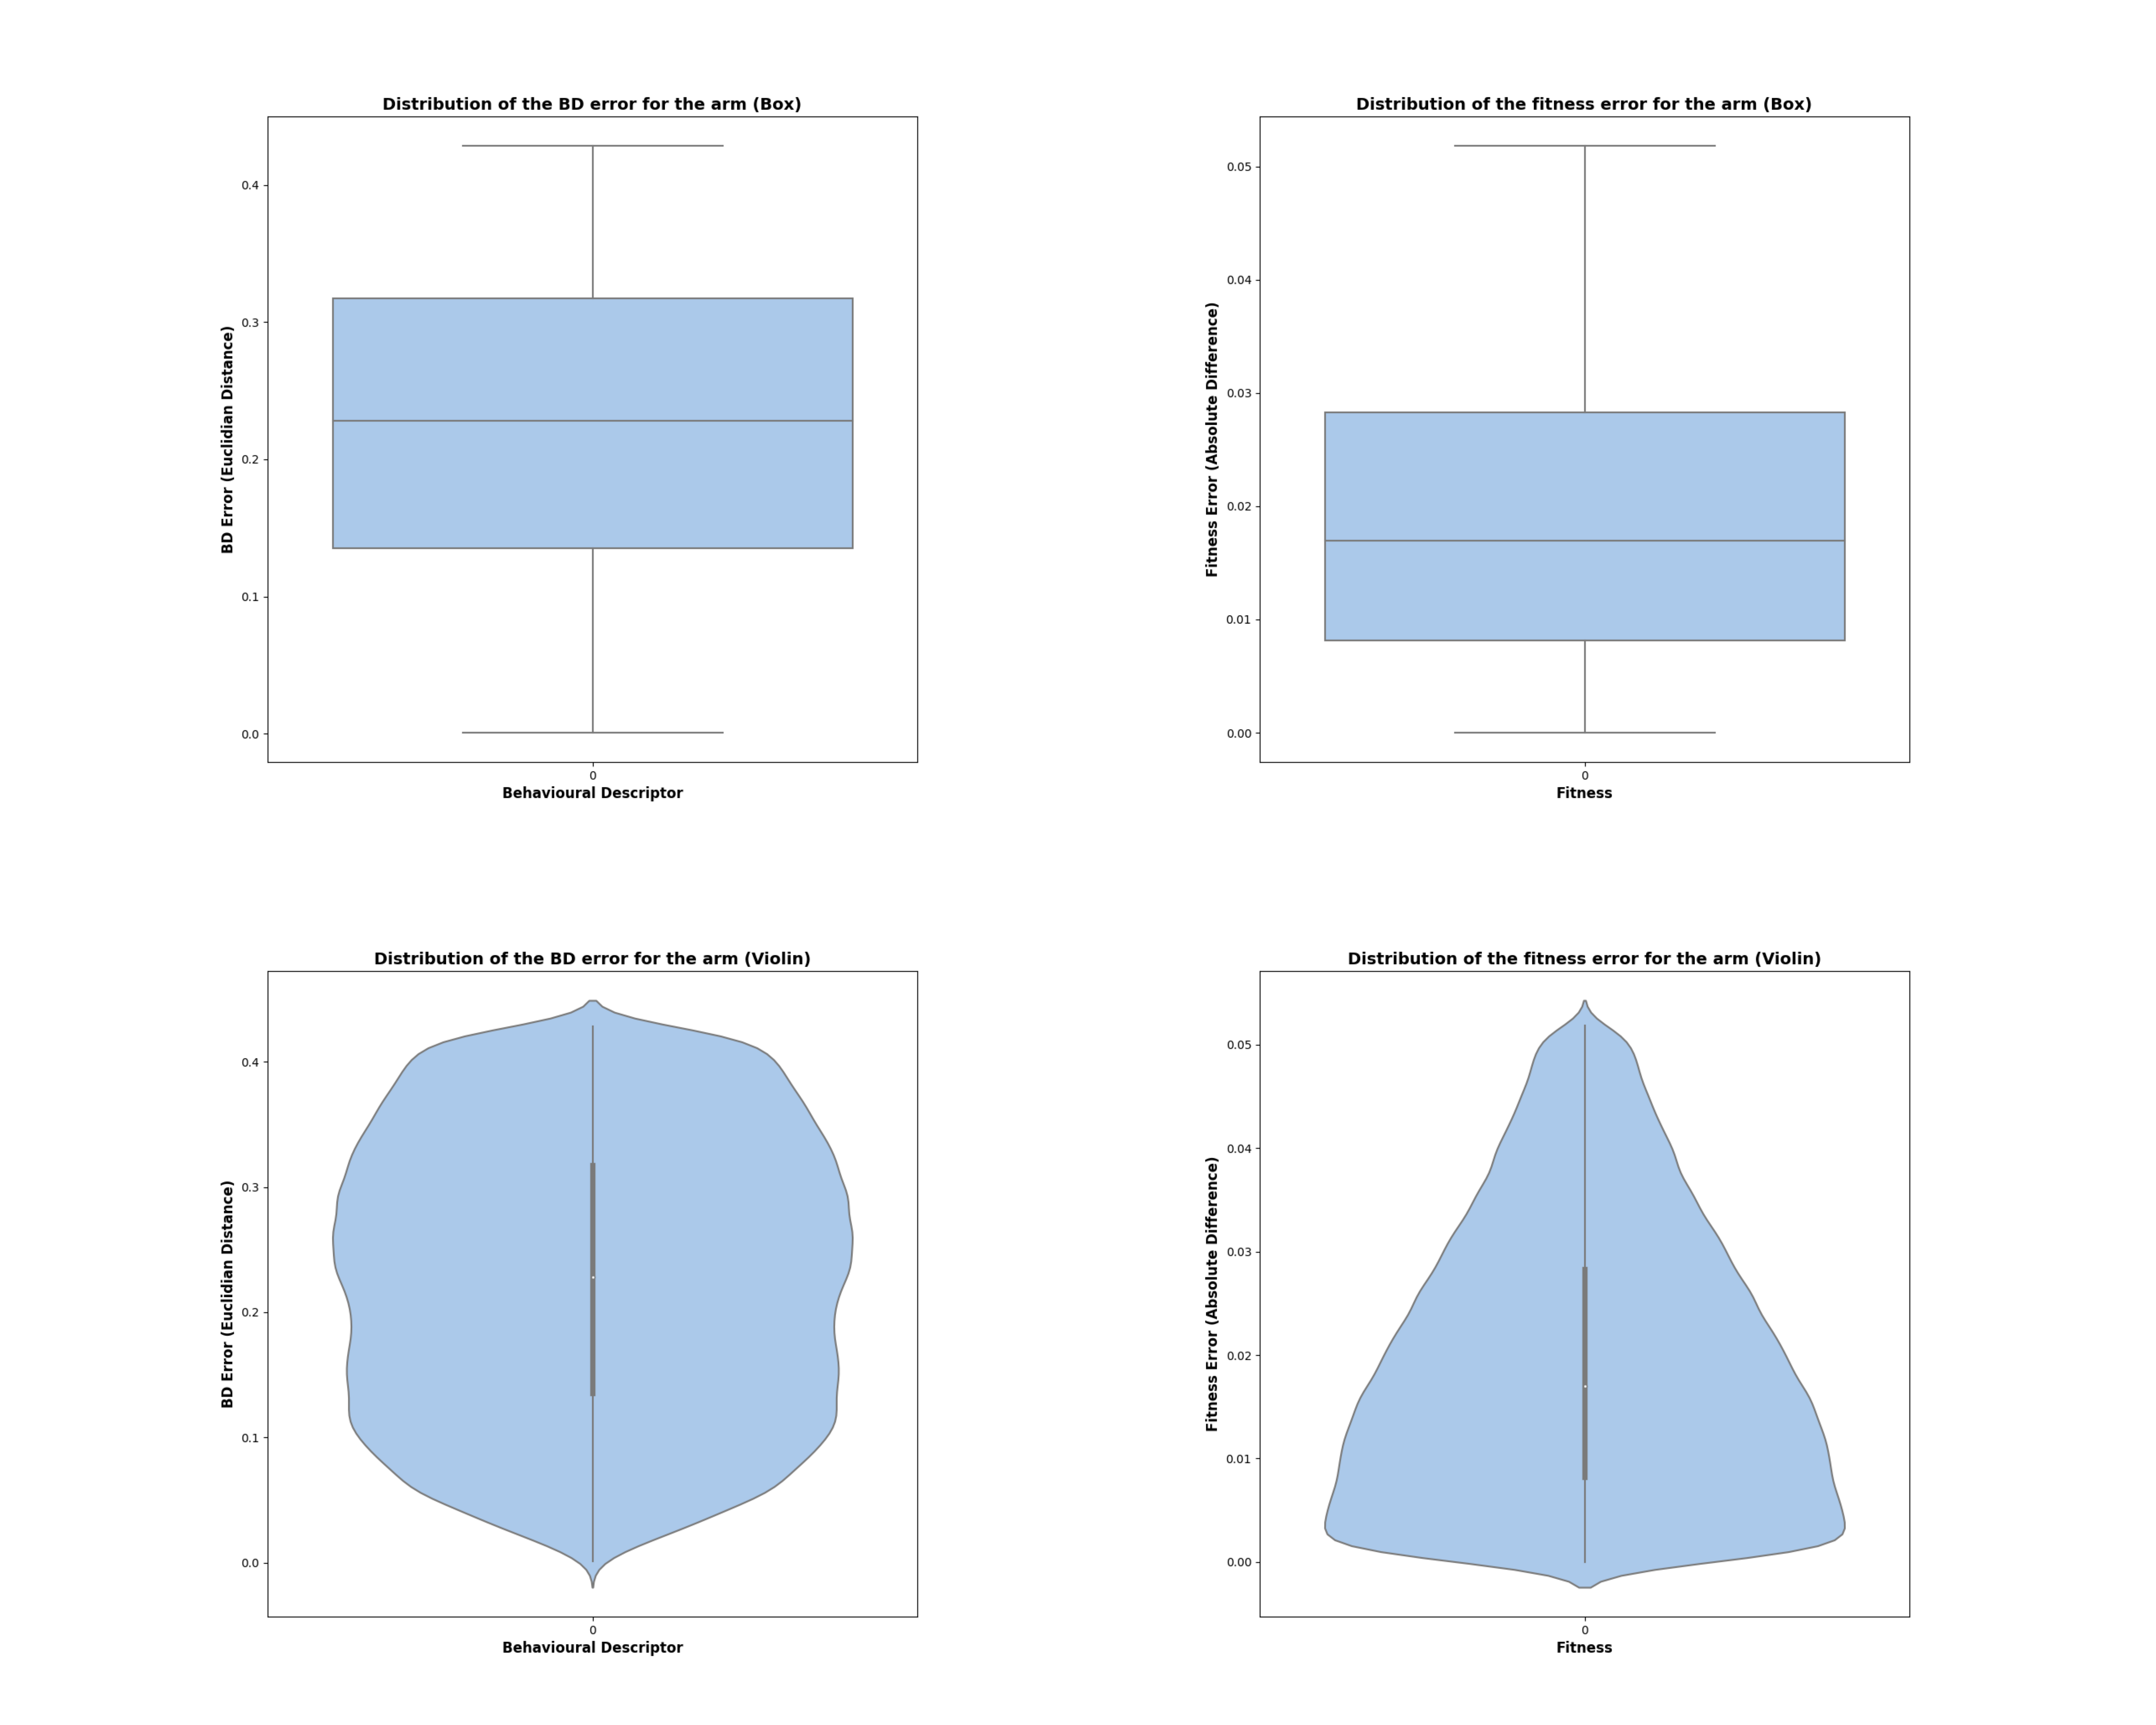 Distribution of the BD error for the arm (Box)
BD Error (Euclidian Distance)
0.4
0.3
0.2
0.1
0.0
0
Behavioural Descriptor
Distribution of the fitness error for the arm (Box)
Fitness Error (Absolute Difference)
0.05
0.04
0.03
0.02
0.01
0.00
0
Fitness
Distribution of the BD error for the arm (Violin)
BD Error (Euclidian Distance)
0.4
0.3
0.2
0.1
0.0
0
Behavioural Descriptor
Distribution of the fitness error for the arm (Violin)
Fitness Error (Absolute Difference)
0.05
0.04
0.03
0.02
0.01
0.00
0
Fitness